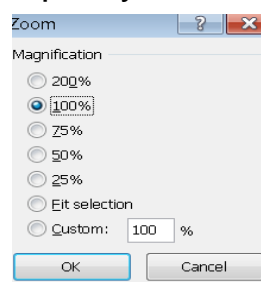 Zoom
Magnification
200%
100%
75%
50%
25%
Fit selection
Custom: 100 %
OK Cancel